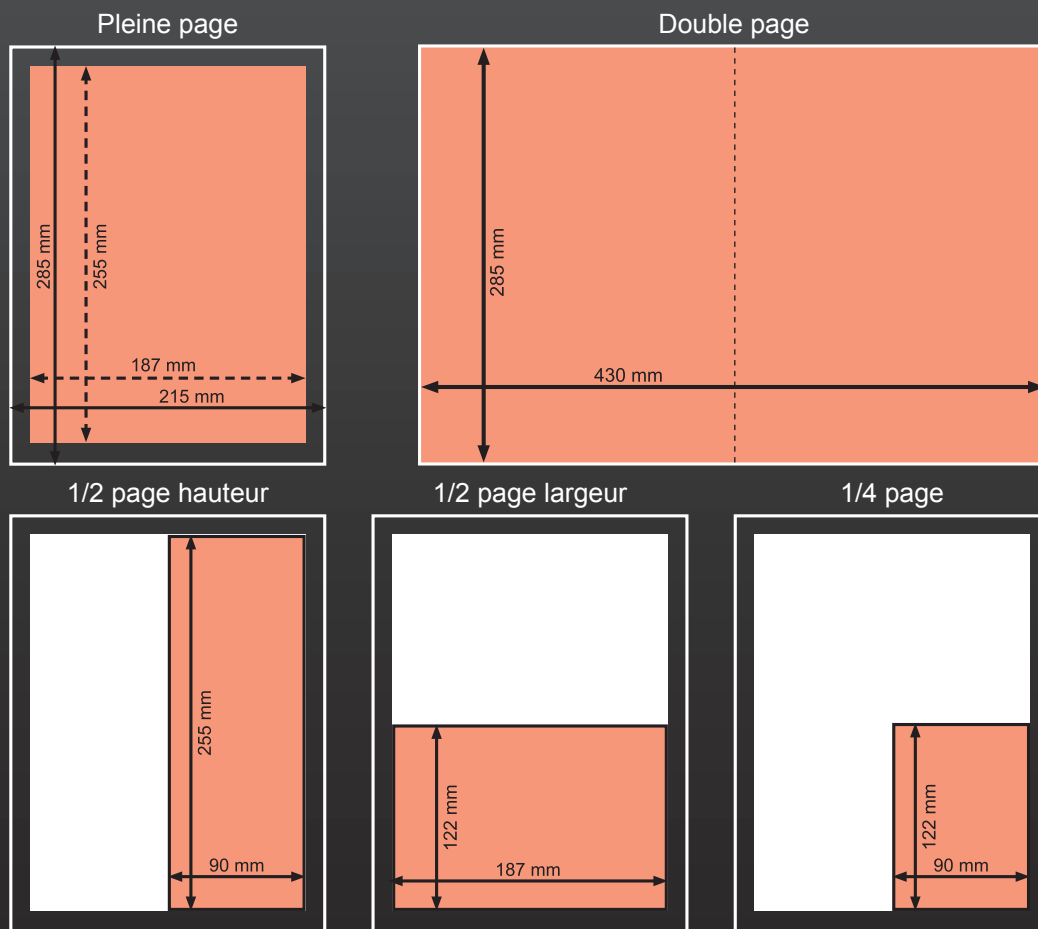 Pleine page
Double page
285 mm
255 mm
187 mm
215 mm
285 mm
430 mm
1/2 page hauteur
1/2 page largeur
1/4 page
255 mm
90 mm
122 mm
187 mm
122 mm
90 mm